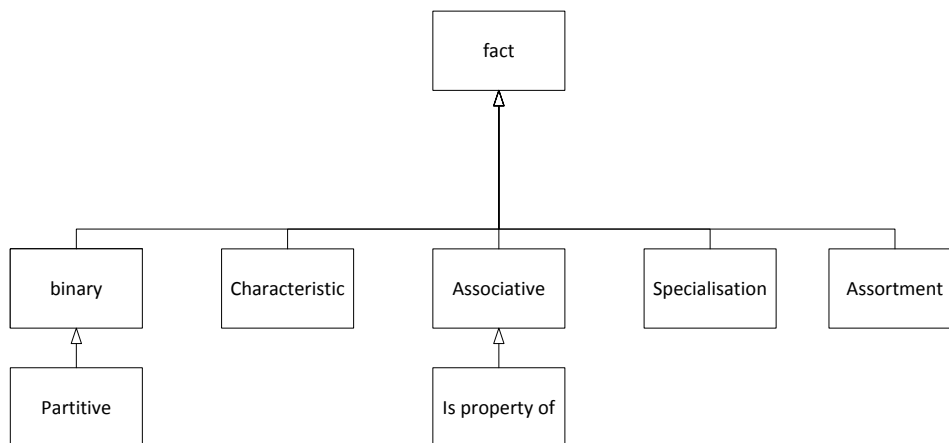 fact
binary
Characteristic
Associative
Specialisation
Assortment
Partitive
Is property of